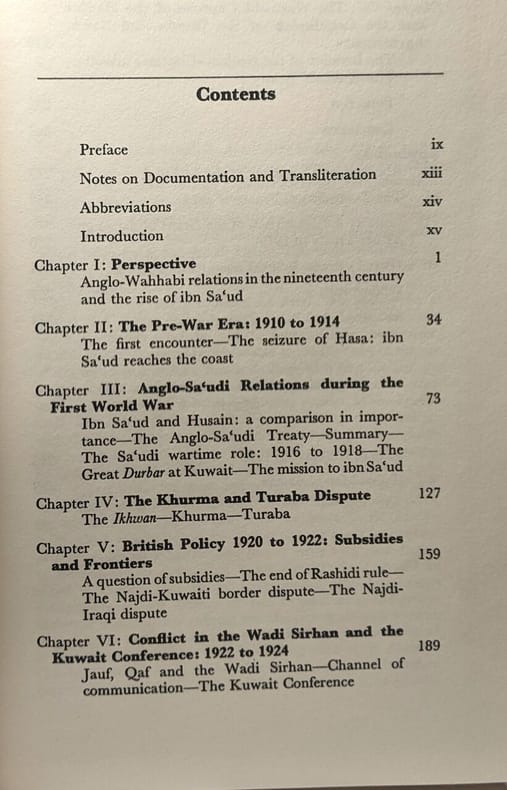 Contents
Preface ix
Notes on Documentation and Transliteration xiii
Abbreviations xiv
Introduction xv
Chapter I: Perspective 1
Anglo-Wahhabi relations in the nineteenth century
and the rise of ibn Sa‘ud
Chapter II: The Pre-War Era: 1910 to 1914 34
The first encounter—The seizure of Hasa: ibn
Sa‘ud reaches the coast
Chapter III: Anglo-Sa‘udi Relations during the
First World War 73
Ibn Sa‘ud and Husain: a comparison in impor-
tance—The Anglo-Sa‘udi Treaty—Summary—
The Sa‘udi wartime role: 1916 to 1918—The
Great Durbar at Kuwait—The mission to ibn Sa‘ud
Chapter IV: The Khurma and Turaba Dispute 127
The Ikhwan—Khurma—Turaba
Chapter V: British Policy 1920 to 1922: Subsidies
and Frontiers 159
A question of subsidies—The end of Rashidi rule—
The Najdi-Kuwaiti border dispute—The Najdi-
Iraqi dispute
Chapter VI: Conflict in the Wadi Sirhan and the
Kuwait Conference: 1922 to 1924 189
Jauf, Qaf and the Wadi Sirhan—Channel of
communication—The Kuwait Conference